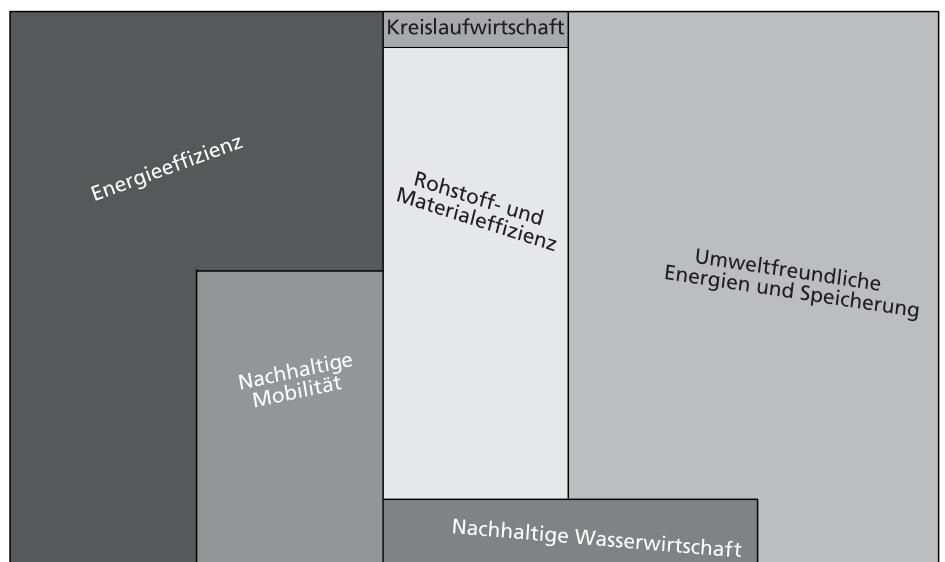 Kreislaufwirtschaft
Energieeffizienz
Rohstoff- und
Materialeffizienz
Umweltfreundliche
Energien und Speicherung
Nachhaltige
Mobilität
Nachhaltige Wasserwirtschaft